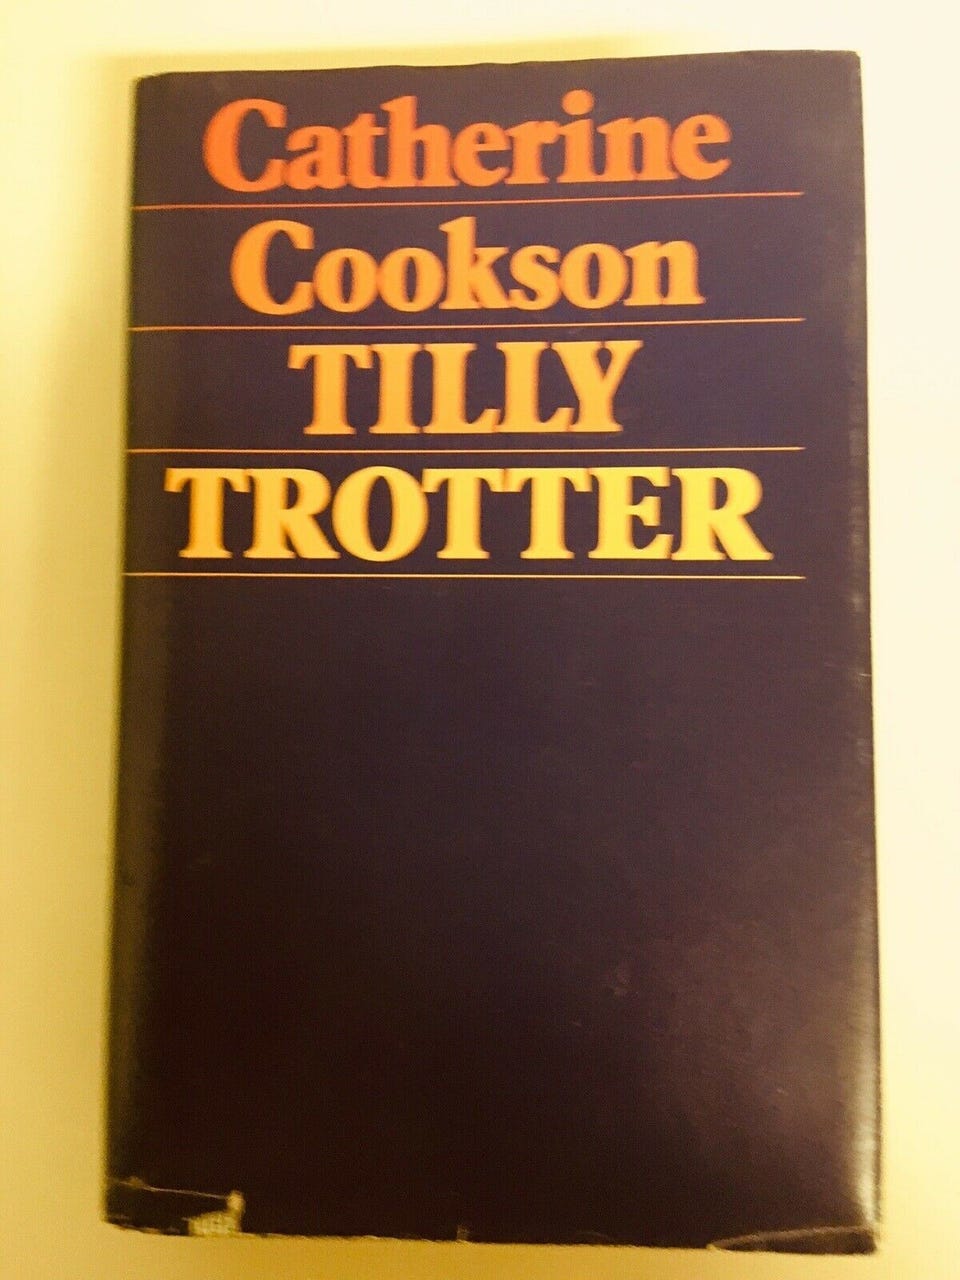 Catherine
Cookson
TILLY
TROTTER